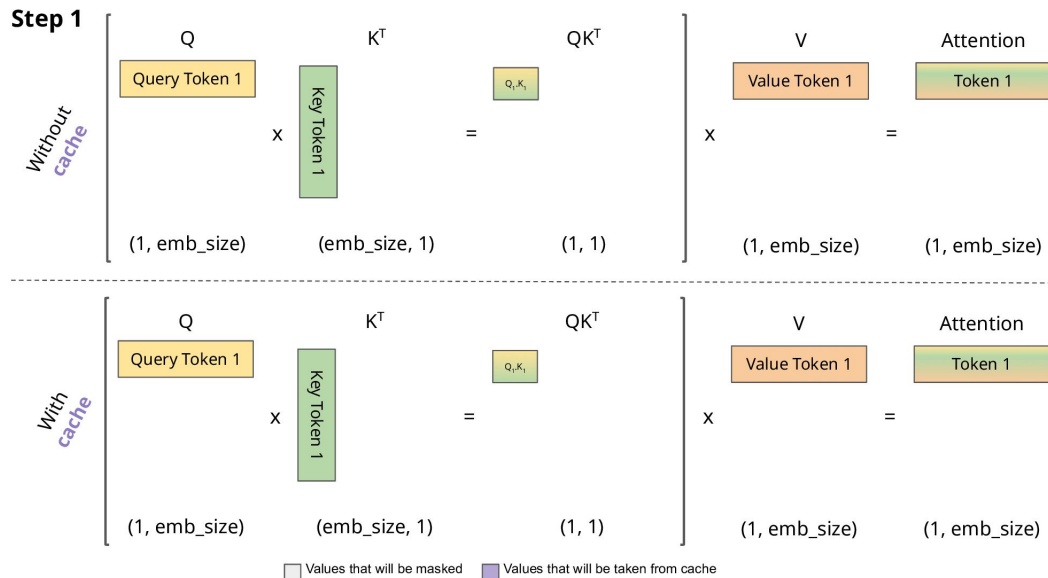 Step 1
Without cache
Q
K^T
QK^T
V
Attention
Query Token 1
x
Key Token 1
=
Q₁.K₁
x
Value Token 1
=
Token 1
(1, emb_size)
(emb_size, 1)
(1, 1)
(1, emb_size)
(1, emb_size)
With cache
Q
K^T
QK^T
V
Attention
Query Token 1
x
Key Token 1
=
Q₁.K₁
x
Value Token 1
=
Token 1
(1, emb_size)
(emb_size, 1)
(1, 1)
(1, emb_size)
(1, emb_size)
Values that will be masked
Values that will be taken from cache